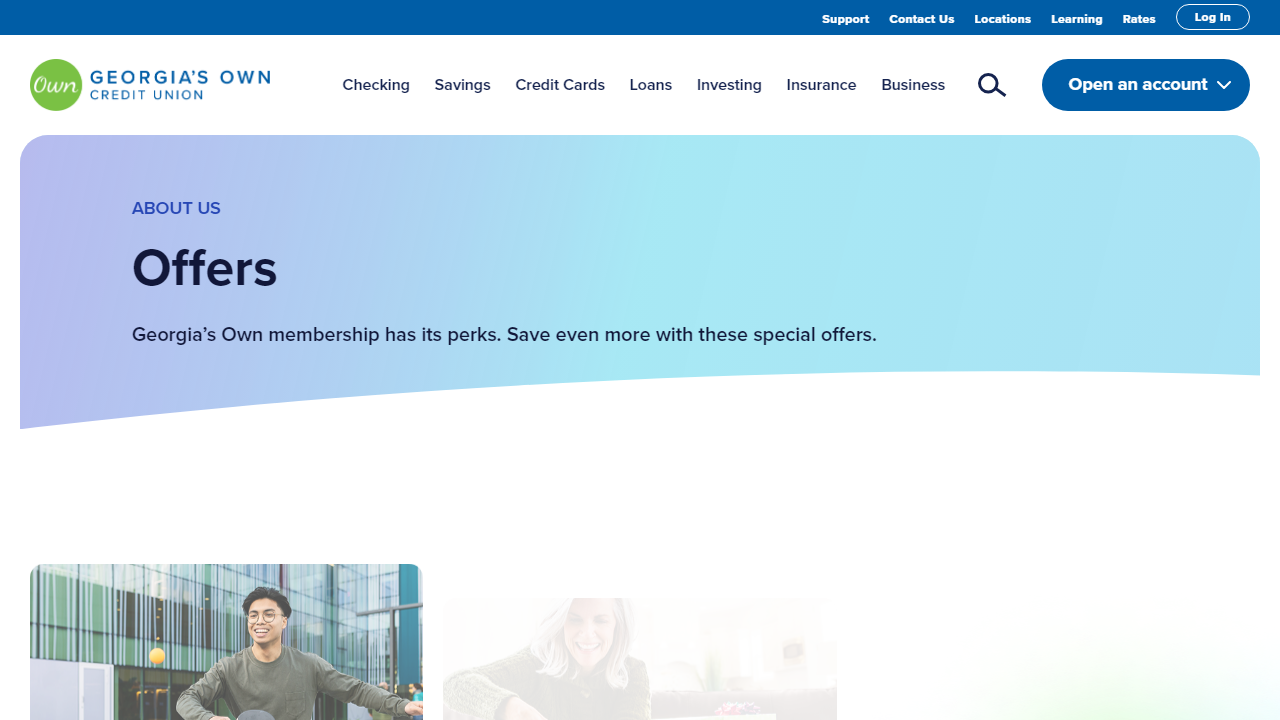 Support Contact Us Locations Learning Rates Log In
Own GEORGIA'S OWN
CREDIT UNION
Checking Savings Credit Cards Loans Investing Insurance Business Open an account
ABOUT US
Offers
Georgia’s Own membership has its perks. Save even more with these special offers.